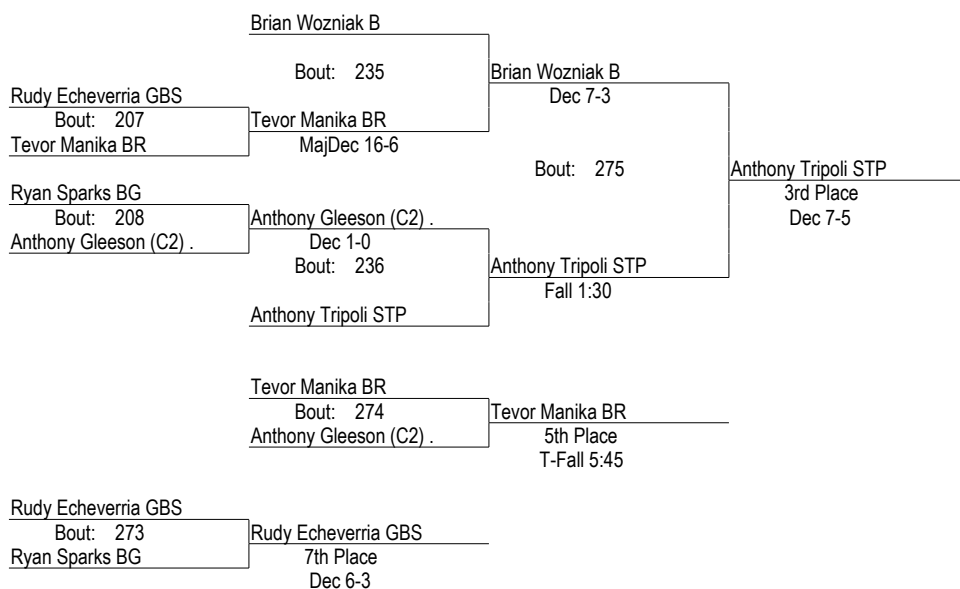 Brian Wozniak B
Bout: 235
Brian Wozniak B
Dec 7-3
Rudy Echeverria GBS
Bout: 207
Tevor Manika BR
Tevor Manika BR
MajDec 16-6
Bout: 275
Anthony Tripoli STP
3rd Place
Dec 7-5
Ryan Sparks BG
Bout: 208
Anthony Gleeson (C2) .
Anthony Gleeson (C2) .
Dec 1-0
Bout: 236
Anthony Tripoli STP
Fall 1:30
Anthony Tripoli STP
Tevor Manika BR
Bout: 274
Anthony Gleeson (C2) .
Tevor Manika BR
5th Place
T-Fall 5:45
Rudy Echeverria GBS
Bout: 273
Ryan Sparks BG
Rudy Echeverria GBS
7th Place
Dec 6-3